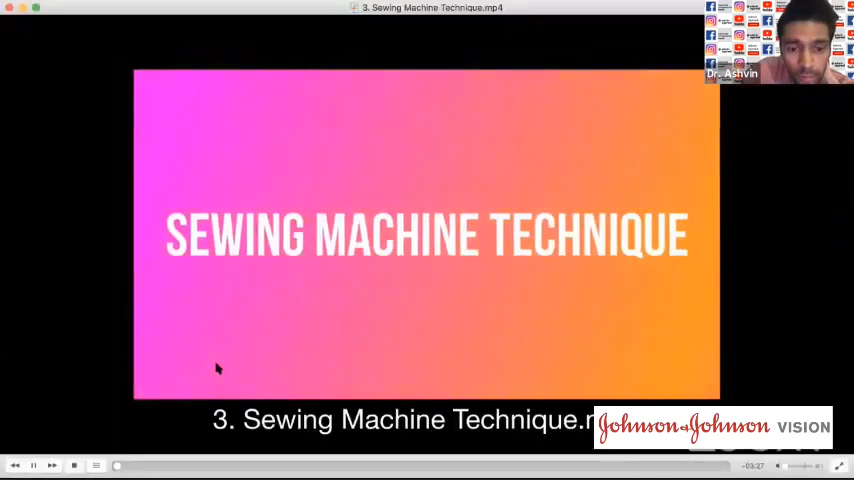 3. Sewing Machine Technique.mp4
Dr. Ashvin
SEWING MACHINE TECHNIQUE
3. Sewing Machine Technique.
Johnson & Johnson VISION
-03:27